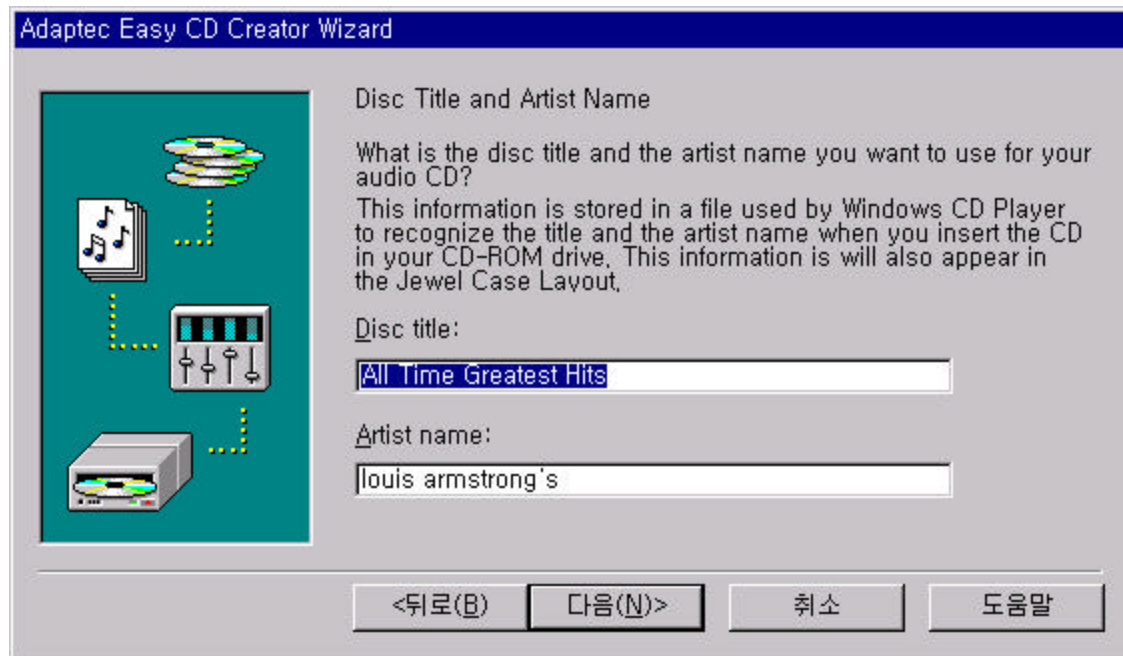 Adaptec Easy CD Creator Wizard
Disc Title and Artist Name
What is the disc title and the artist name you want to use for your
audio CD?
This information is stored in a file used by Windows CD Player
to recognize the title and the artist name when you insert the CD
in your CD-ROM drive, This information is will also appear in
the Jewel Case Layout,
Disc title:
All Time Greatest Hits
Artist name:
louis armstrong's
<뒤로(B)
다음(N)>
취소
도움말